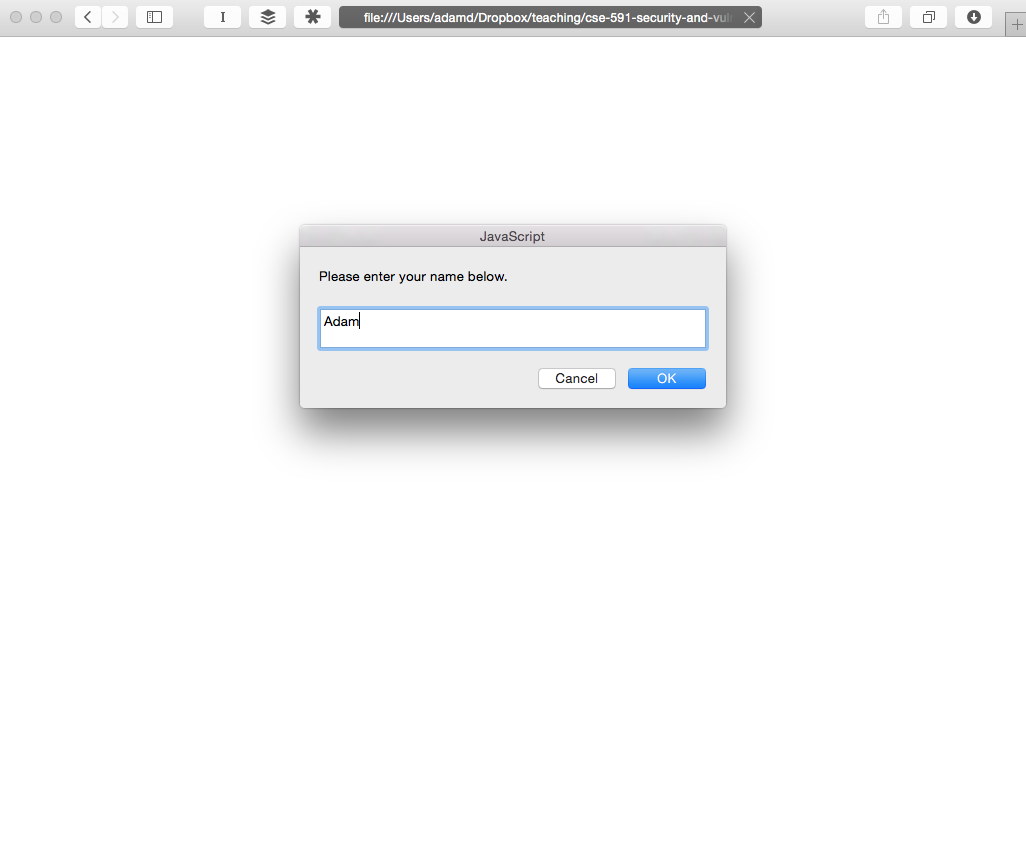 file:///Users/adamd/Dropbox/teaching/cse-591-security-and-vul
JavaScript
Please enter your name below.
Adam
Cancel
OK